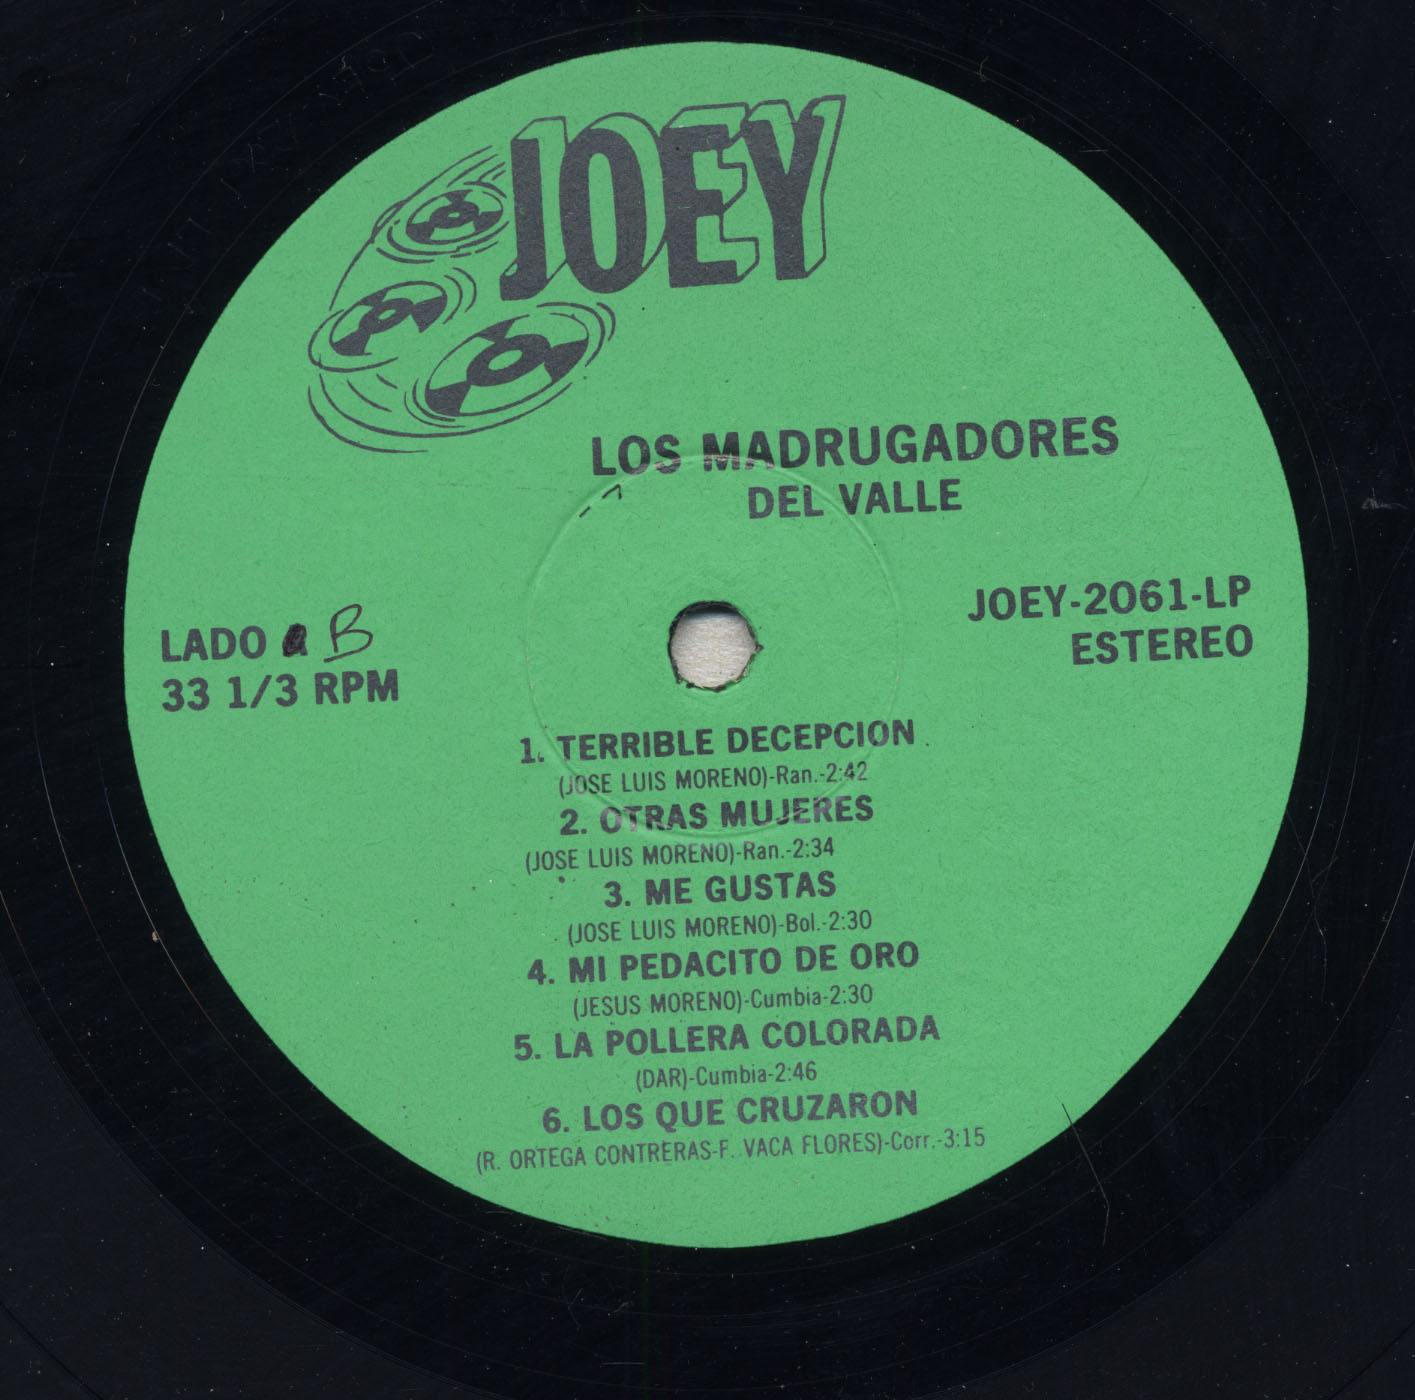 JOEY
LOS MADRUGADORES
DEL VALLE
JOEY-2061-LP
ESTEREO
LADO B
33 1/3 RPM
1. TERRIBLE DECEPCION
(JOSE LUIS MORENO)-Ran.-2:42
2. OTRAS MUJERES
(JOSE LUIS MORENO)-Ran.-2:34
3. ME GUSTAS
(JOSE LUIS MORENO)-Bol.-2:30
4. MI PEDACITO DE ORO
(JESUS MORENO)-Cumbia-2:30
5. LA POLLERA COLORADA
(DAR)-Cumbia-2:46
6. LOS QUE CRUZARON
(R. ORTEGA CONTRERAS-F. VACA FLORES)-Corr.-3:15